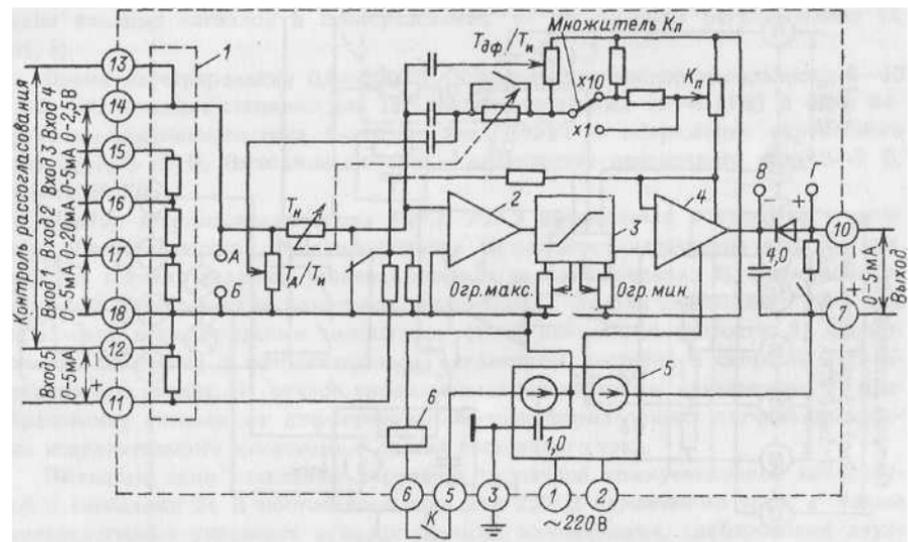 Множитель Kп
Tдф/Tи
x10
x1
Kп
1
13
14
15
16
17
18
12
11
Контроль рассогласования
Вход 4
0-2,5В
Вход 3
0-5мА
Вход 2
0-20мА
Вход 1
0-5мА
Вход 5
0-5мА
+
Tи
А
Б
Tд/Tи
2
3
4
Огр.макс.
Огр.мин.
В
Г
+
4,0
10
7
+
0-5мА
Выход
5
6
1,0
6
5
3
1
2
К
~220В